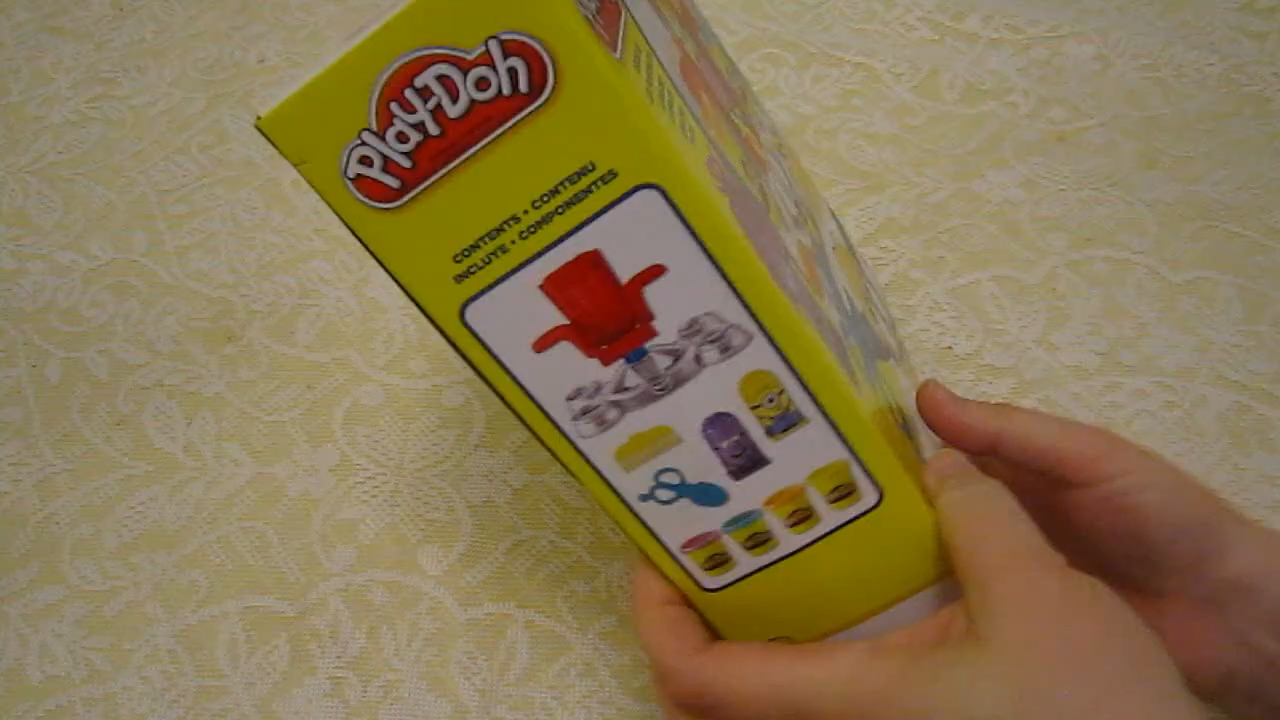 PLAY-DOH
CONTENTS • CONTENU
INCLUYE • COMPONENTES